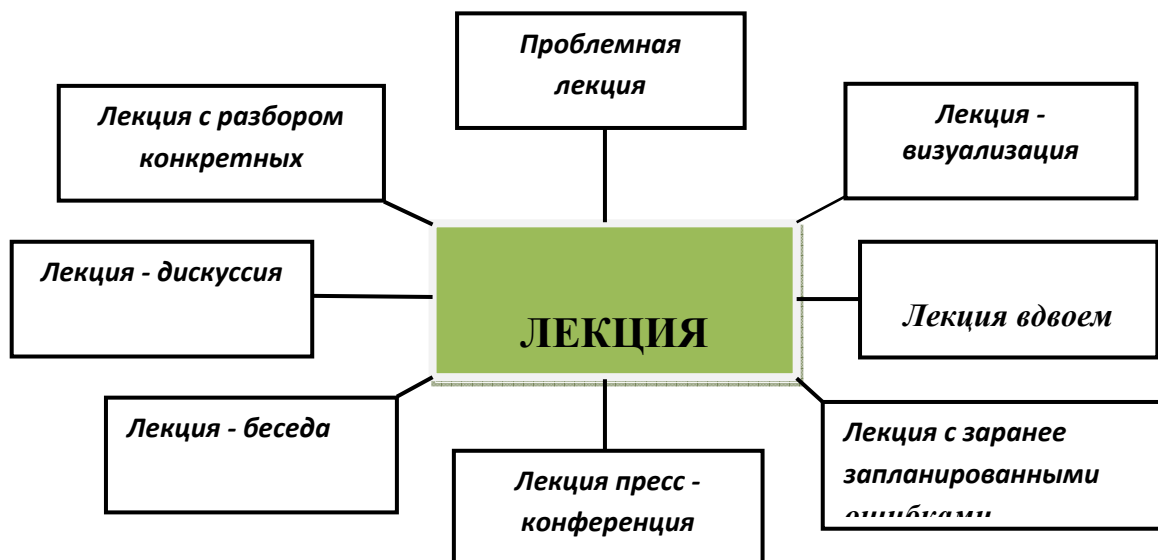 Проблемная
лекция
Лекция с разбором
конкретных
Лекция -
визуализация
Лекция - дискуссия
ЛЕКЦИЯ
Лекция вдвоем
Лекция - беседа
Лекция пресс -
конференция
Лекция с заранее
запланированными
ошибками